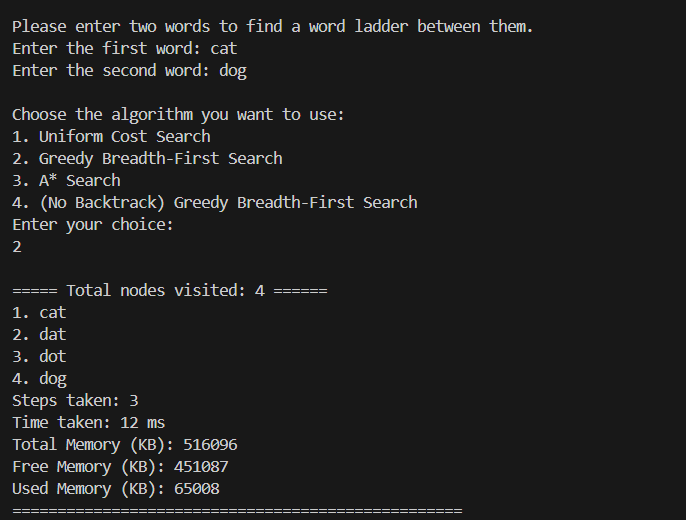 Please enter two words to find a word ladder between them.
Enter the first word: cat
Enter the second word: dog
Choose the algorithm you want to use:
1. Uniform Cost Search
2. Greedy Breadth-First Search
3. A* Search
4. (No Backtrack) Greedy Breadth-First Search
Enter your choice:
2
===== Total nodes visited: 4 ======
1. cat
2. dat
3. dot
4. dog
Steps taken: 3
Time taken: 12 ms
Total Memory (KB): 516096
Free Memory (KB): 451087
Used Memory (KB): 65008
==================================================